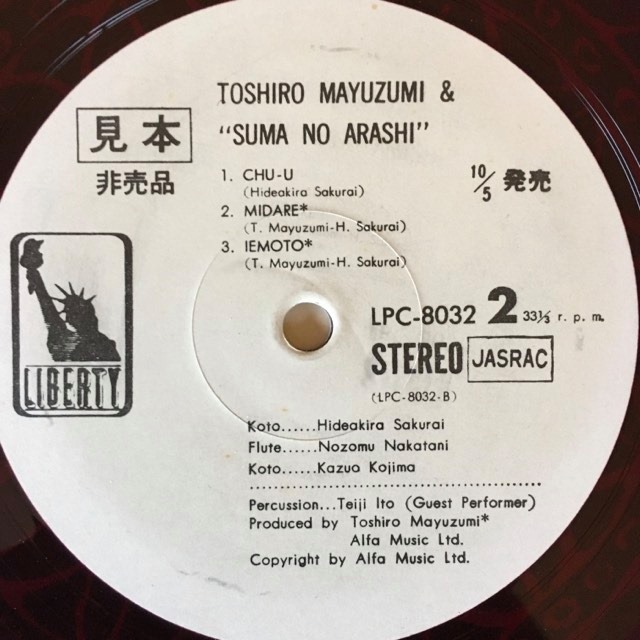 TOSHIRO MAYUZUMI &
"SUMA NO ARASHI"
見本
非売品
10/5 発売
1. CHU-U
(Hideakira Sakurai)
2. MIDARE*
(T. Mayuzumi-H. Sakurai)
3. IEMOTO*
(T. Mayuzumi-H. Sakurai)
LIBERTY
LPC-8032 2 33⅓ r. p. m.
STEREO JASRAC
(LPC-8032-B)
Koto......Hideakira Sakurai
Flute......Nozomu Nakatani
Koto......Kazuo Kojima
Percussion...Teiji Ito (Guest Performer)
Produced by Toshiro Mayuzumi*
Alfa Music Ltd.
Copyright by Alfa Music Ltd.